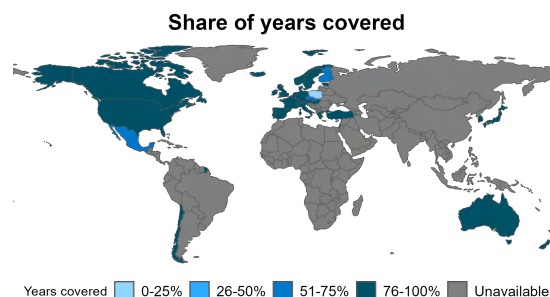 Share of years covered
Years covered 0-25% 26-50% 51-75% 76-100% Unavailable